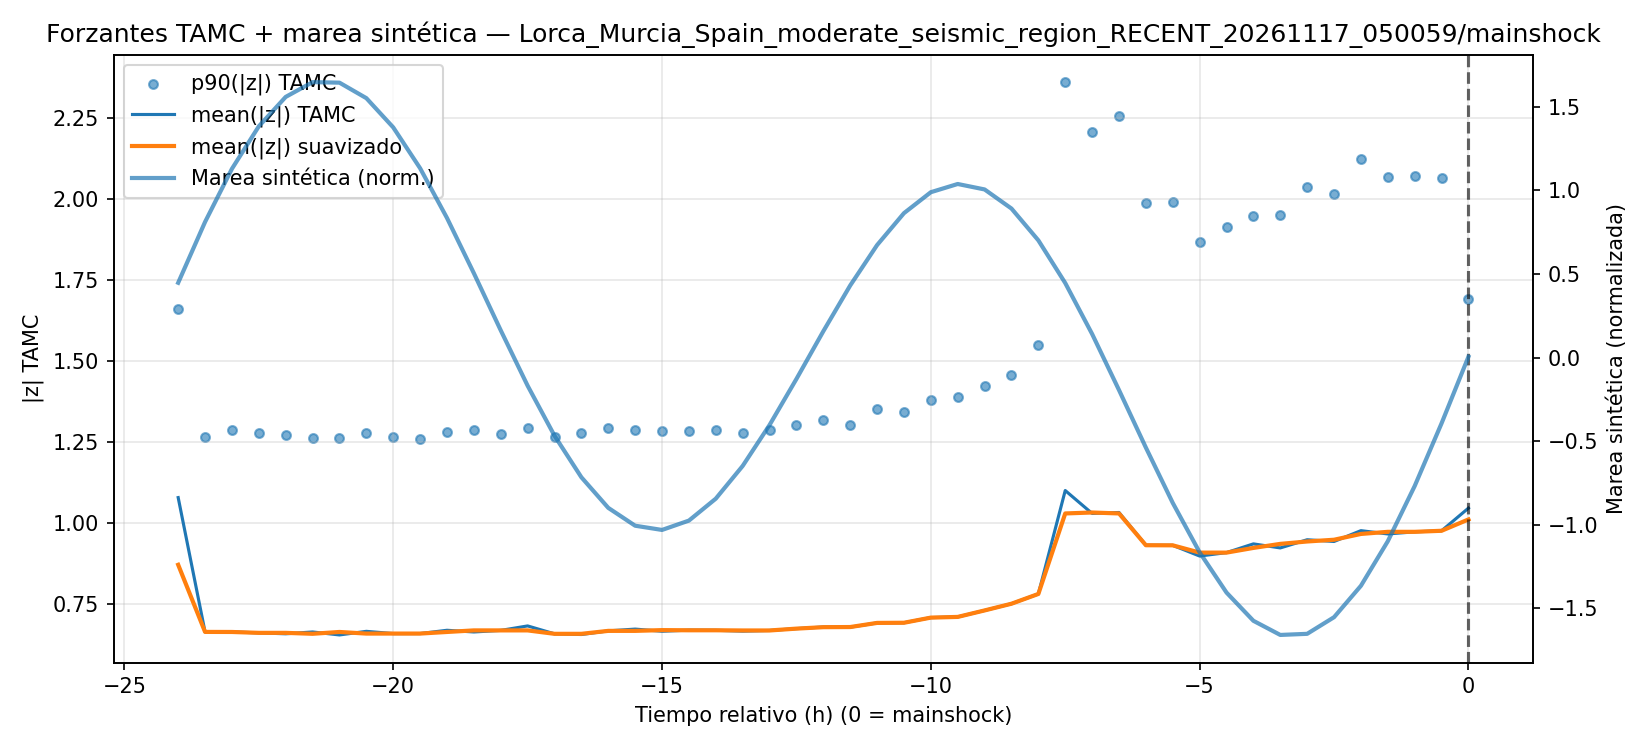 Forzantes TAMC + marea sintética — Lorca_Murcia_Spain_moderate_seismic_region_RECENT_20261117_050059/mainshock
p90(|z|) TAMC
mean(|z|) TAMC
mean(|z|) suavizado
Marea sintética (norm.)
|z| TAMC
2.25
2.00
1.75
1.50
1.25
1.00
0.75
1.5
1.0
0.5
0.0
−0.5
−1.0
−1.5
Marea sintética (normalizada)
−25
−20
−15
−10
−5
0
Tiempo relativo (h) (0 = mainshock)